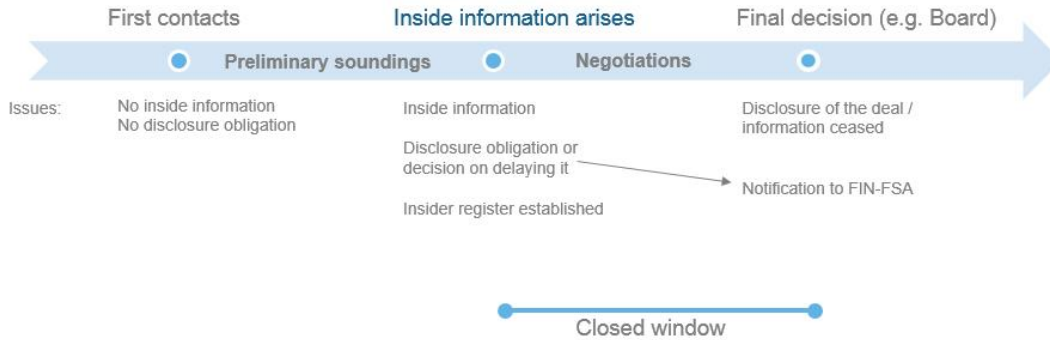 First contacts
Inside information arises
Final decision (e.g. Board)
Preliminary soundings
Negotiations
Issues:
No inside information
No disclosure obligation
Inside information
Disclosure obligation or
decision on delaying it
Insider register established
Disclosure of the deal /
information ceased
Notification to FIN-FSA
Closed window